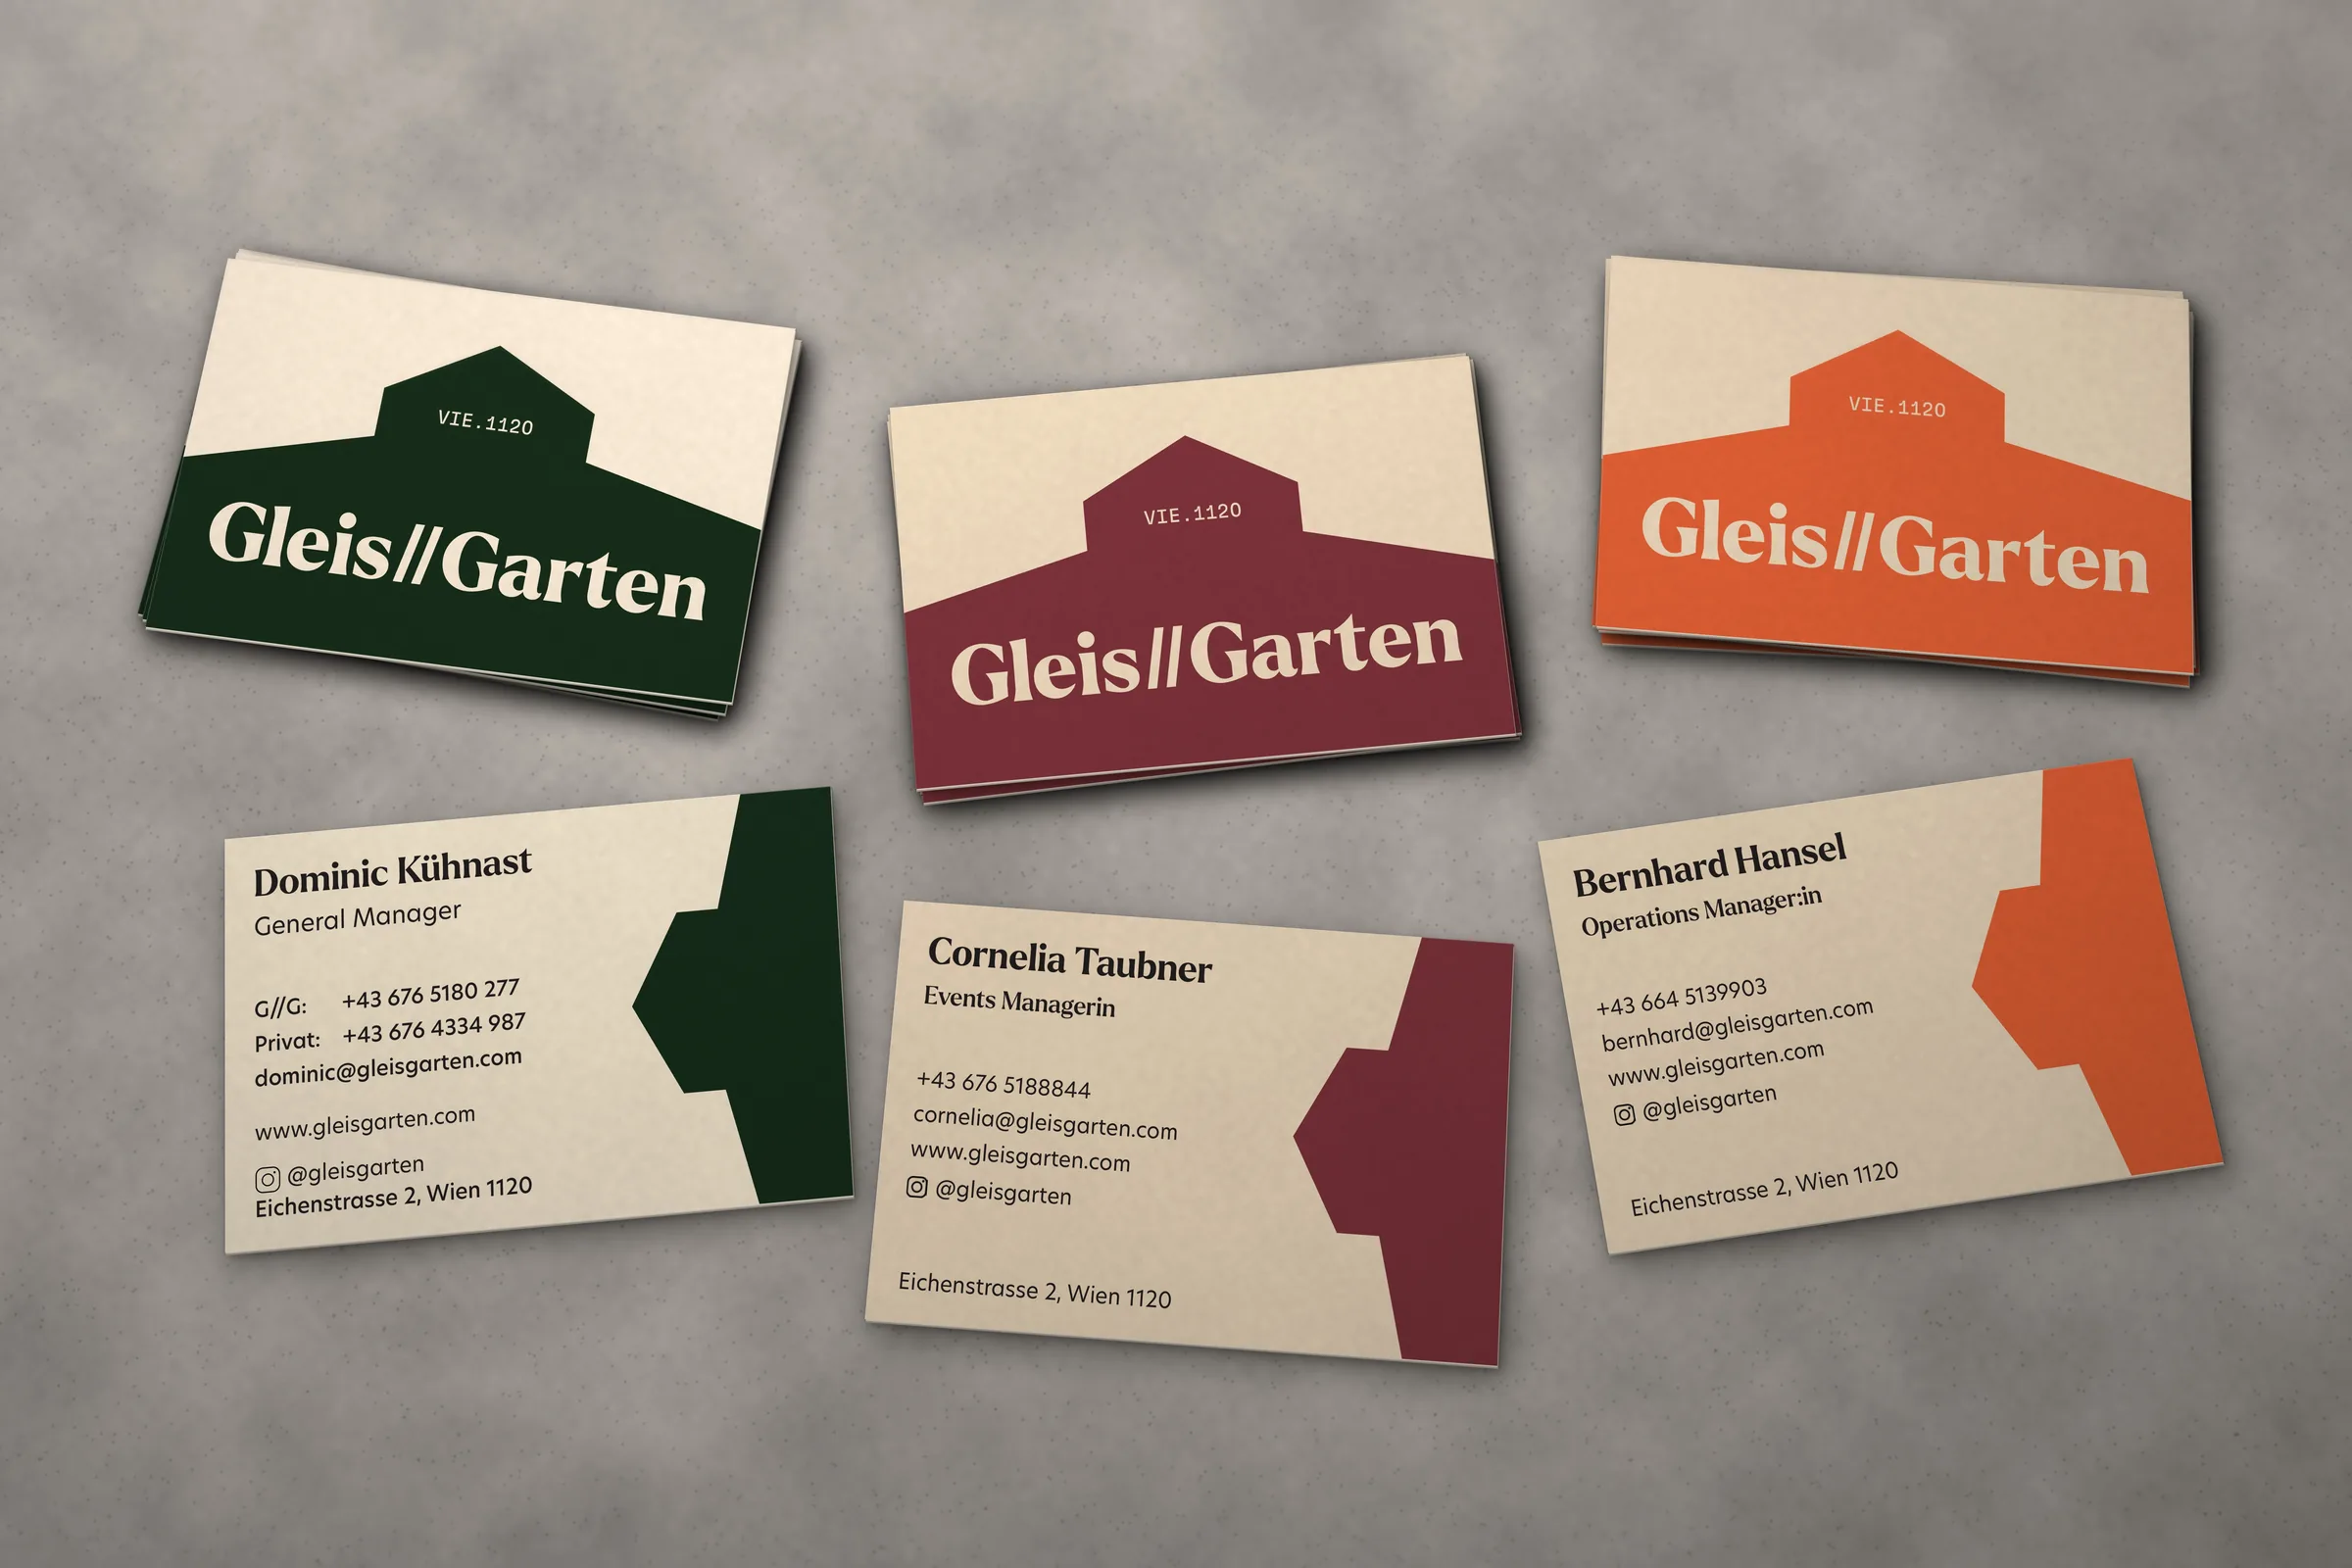 VIE.1120
Gleis//Garten
VIE.1120
Gleis//Garten
VIE.1120
Gleis//Garten
Dominic Kühnast
General Manager
G//G: +43 676 5180 277
Privat: +43 676 4334 987
dominic@gleisgarten.com
www.gleisgarten.com
@gleisgarten
Eichenstrasse 2, Wien 1120
Cornelia Taubner
Events Managerin
+43 676 5188844
cornelia@gleisgarten.com
www.gleisgarten.com
@gleisgarten
Eichenstrasse 2, Wien 1120
Bernhard Hansel
Operations Manager:in
+43 664 5139903
bernhard@gleisgarten.com
www.gleisgarten.com
@gleisgarten
Eichenstrasse 2, Wien 1120